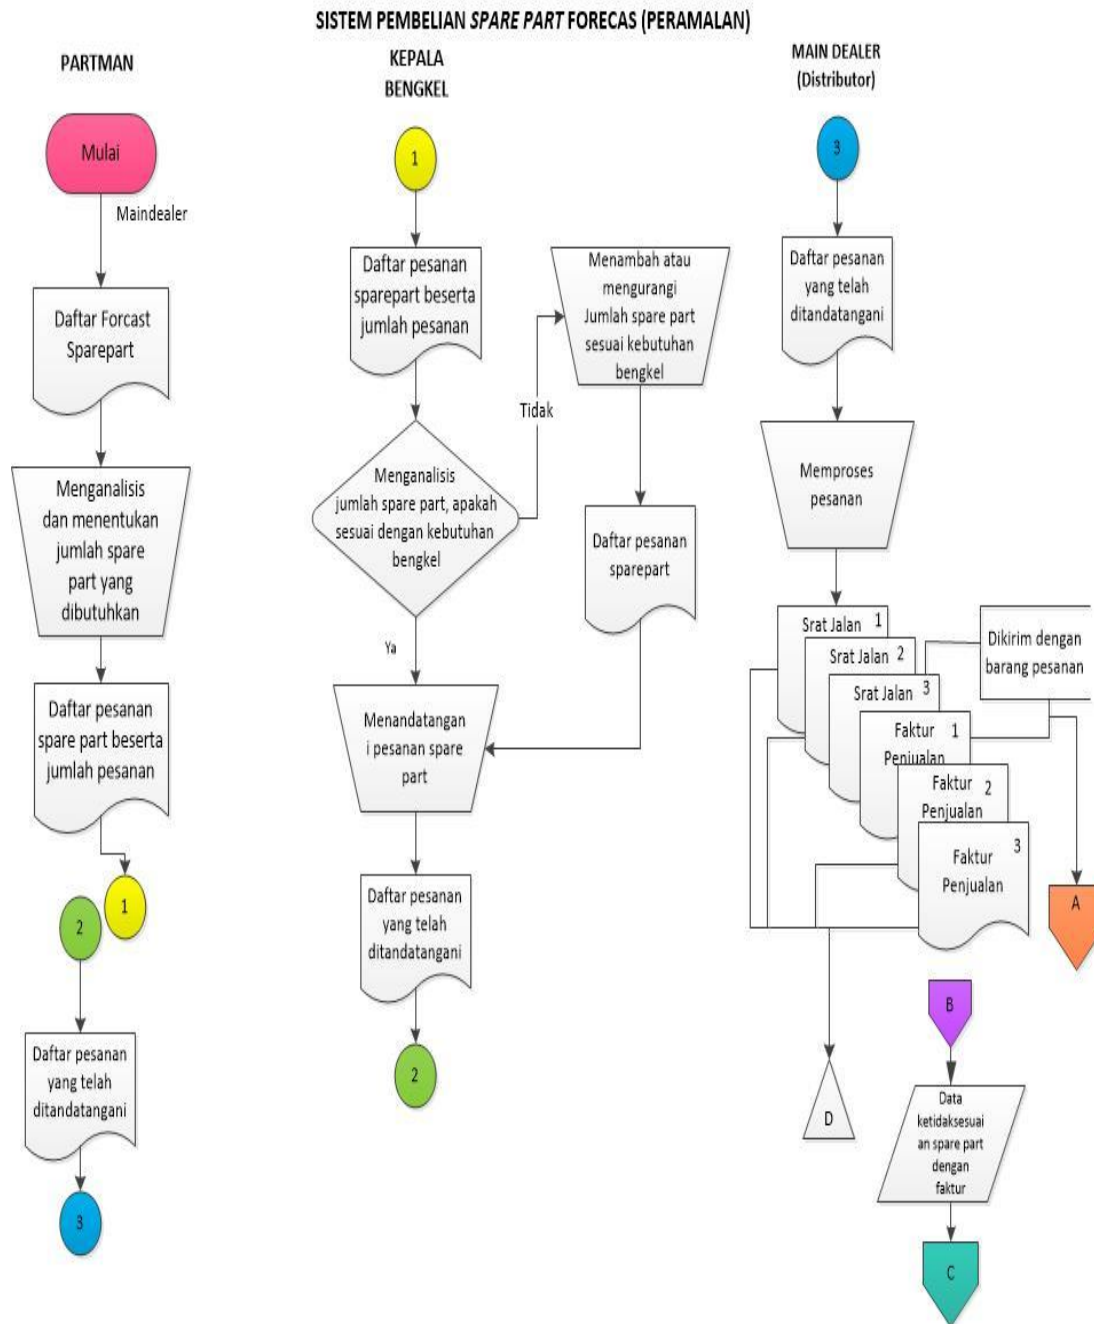 SISTEM PEMBELIAN SPARE PART FORECAS (PERAMALAN)
PARTMAN
Mulai
Maindealer
Daftar Forcast
Sparepart
Menganalisis
dan menentukan
jumlah spare
part yang
dibutuhkan
Daftar pesanan
spare part beserta
jumlah pesanan
1
2
Daftar pesanan
yang telah
ditandatangani
3
KEPALA
BENGKEL
1
Daftar pesanan
sparepart beserta
jumlah pesanan
Menganalisis
jumlah spare part, apakah
sesuai dengan kebutuhan
bengkel
Tidak
Menambah atau
mengurangi
Jumlah spare part
sesuai kebutuhan
bengkel
Daftar pesanan
sparepart
Ya
Menandatangan
i pesanan spare
part
Daftar pesanan
yang telah
ditandatangani
2
MAIN DEALER
(Distributor)
3
Daftar pesanan
yang telah
ditandatangani
Memproses
pesanan
Srat Jalan 1
Srat Jalan 2
Srat Jalan 3
Faktur 1
Penjualan
Faktur 2
Penjualan
Faktur 3
Penjualan
Dikirim dengan
barang pesanan
A
D
B
Data
ketidaksesuai
an spare part
dengan
faktur
C